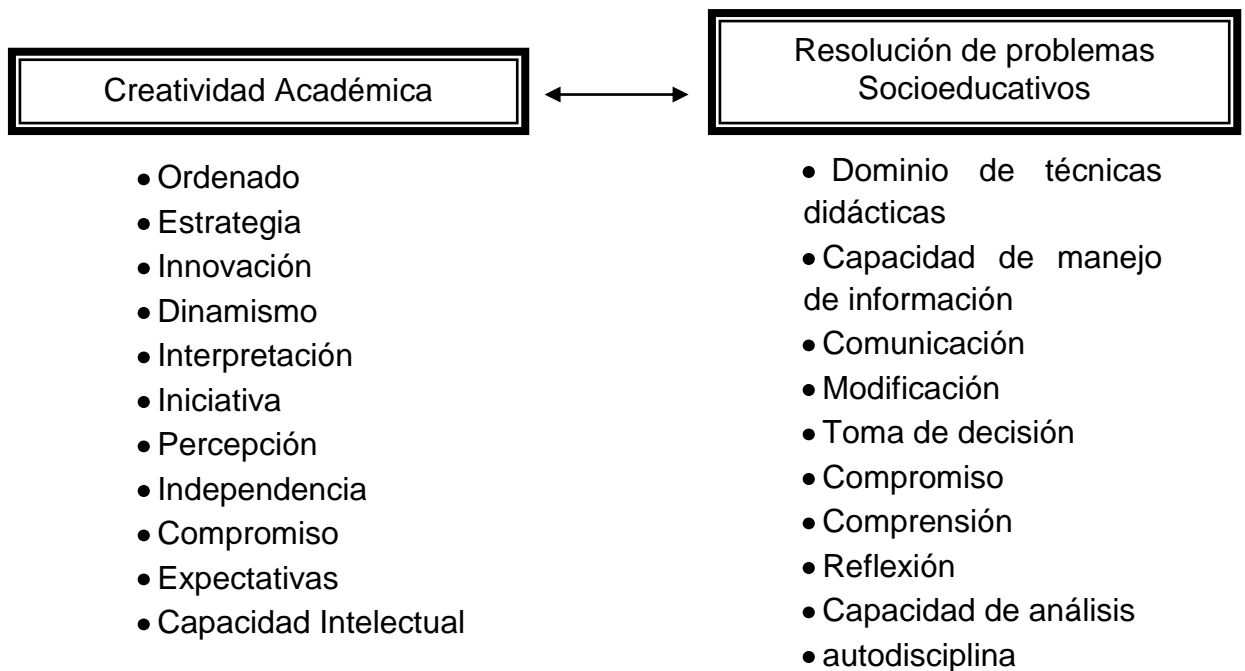 Creatividad Académica
• Ordenado
• Estrategia
• Innovación
• Dinamismo
• Interpretación
• Iniciativa
• Percepción
• Independencia
• Compromiso
• Expectativas
• Capacidad Intelectual
Resolución de problemas
Socioeducativos
• Dominio de técnicas
didácticas
• Capacidad de manejo
de información
• Comunicación
• Modificación
• Toma de decisión
• Compromiso
• Comprensión
• Reflexión
• Capacidad de análisis
• autodisciplina